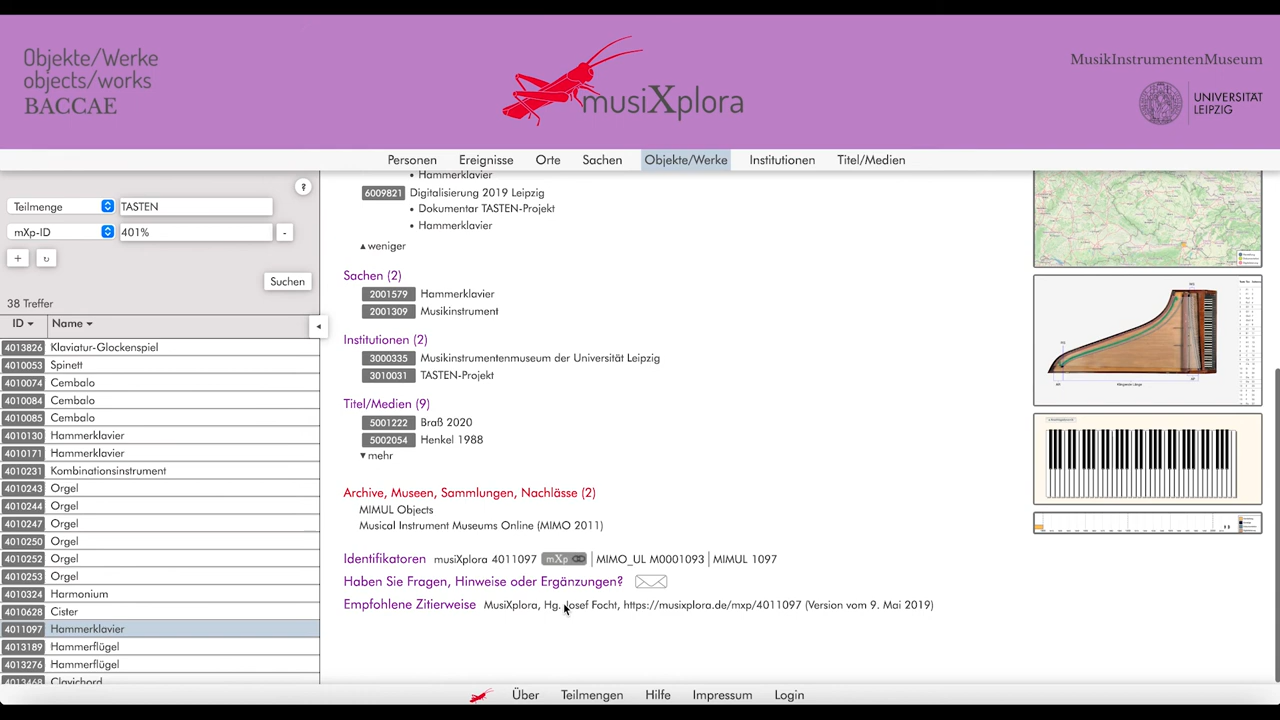 Objekte/Werke
objects/works
BACCAE
musiXplora
MusikInstrumentenMuseum
UNIVERSITÄT
LEIPZIG
Personen Ereignisse Orte Sachen Objekte/Werke Institutionen Titel/Medien
?
Teilmenge TASTEN
mXp-ID 401% -
+ ↻
Suchen
38 Treffer
ID Name
4013826 Klaviatur-Glockenspiel
4010053 Spinett
4010074 Cembalo
4010084 Cembalo
4010085 Cembalo
4010130 Hammerklavier
4010171 Hammerklavier
4010231 Kombinationsinstrument
4010243 Orgel
4010244 Orgel
4010247 Orgel
4010250 Orgel
4010252 Orgel
4010253 Orgel
4010324 Harmonium
4010628 Cister
4011097 Hammerklavier
4013189 Hammerflügel
4013276 Hammerflügel
4013468 Clavichord
• Hammerklavier
6009821 Digitalisierung 2019 Leipzig
• Dokumentar TASTEN-Projekt
• Hammerklavier
▲weniger
Sachen (2)
2001579 Hammerklavier
2001309 Musikinstrument
Institutionen (2)
3000335 Musikinstrumentenmuseum der Universität Leipzig
3010031 TASTEN-Projekt
Titel/Medien (9)
5001222 Braß 2020
5002054 Henkel 1988
▼mehr
Archive, Museen, Sammlungen, Nachlässe (2)
MIMUL Objects
Musical Instrument Museums Online (MIMO 2011)
Identifikatoren musiXplora 4011097 mXp | MIMO_UL M0001093 | MIMUL 1097
Haben Sie Fragen, Hinweise oder Ergänzungen?
Empfohlene Zitierweise MusiXplora, Hg. Josef Focht, https://musixplora.de/mxp/4011097 (Version vom 9. Mai 2019)
Über Teilmengen Hilfe Impressum Login